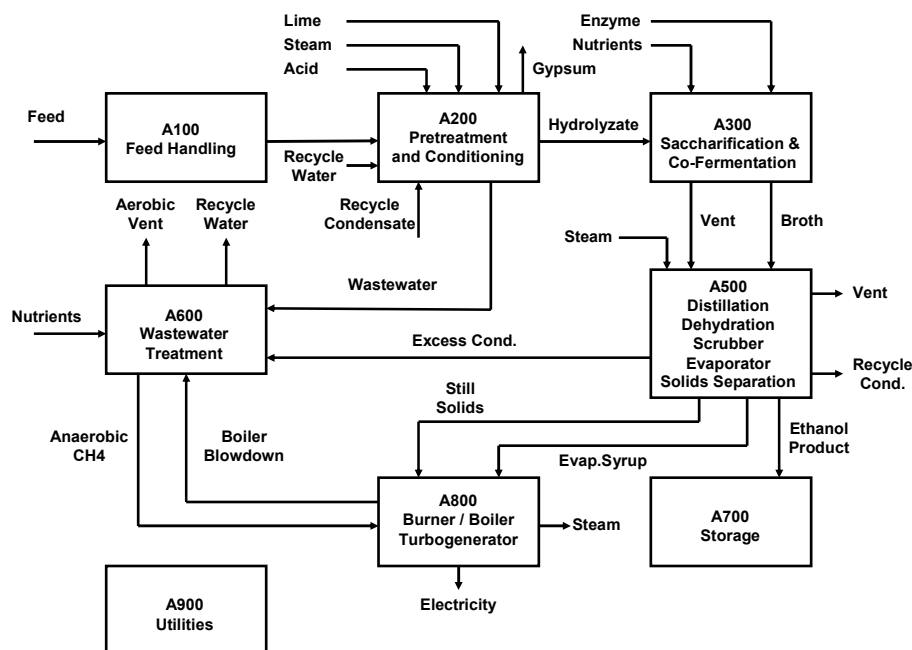 Lime
Steam
Acid
Gypsum
Enzyme
Nutrients
Feed
A100
Feed Handling
A200
Pretreatment
and Conditioning
Hydrolyzate
A300
Saccharification &
Co-Fermentation
Recycle
Water
Recycle
Condensate
Aerobic
Vent
Recycle
Water
Vent
Broth
Steam
Wastewater
Nutrients
A600
Wastewater
Treatment
Excess Cond.
A500
Distillation
Dehydration
Scrubber
Evaporator
Solids Separation
Vent
Recycle
Cond.
Still
Solids
Evap.Syrup
Ethanol
Product
Anaerobic
CH4
Boiler
Blowdown
A800
Burner / Boiler
Turbogenerator
Steam
A700
Storage
Electricity
A900
Utilities